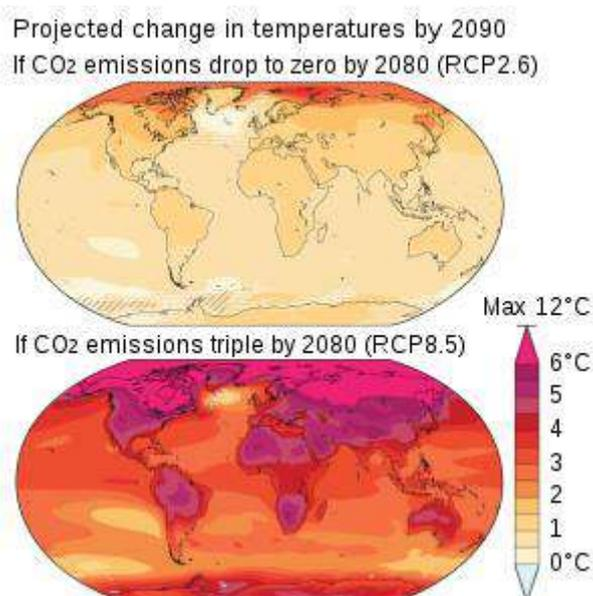 Projected change in temperatures by 2090
If CO2 emissions drop to zero by 2080 (RCP2.6)
Max 12°C
If CO2 emissions triple by 2080 (RCP8.5)
6°C
5
4
3
2
1
0°C